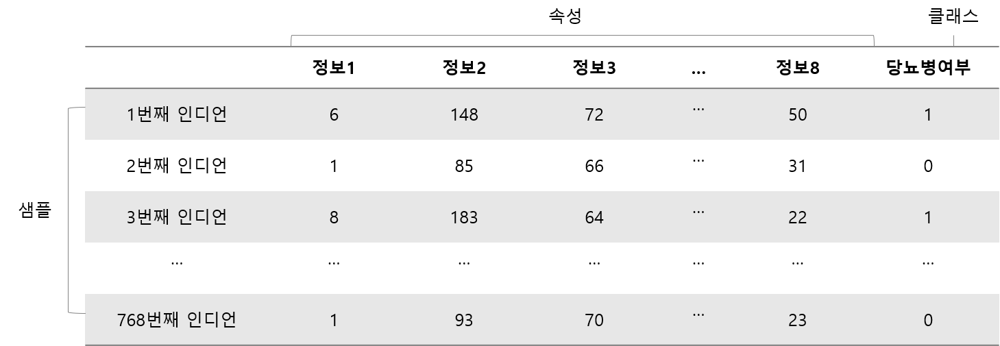 속성 클래스
정보1 정보2 정보3 ... 정보8 당뇨병여부
1번째 인디언 6 148 72 ... 50 1
2번째 인디언 1 85 66 ... 31 0
샘플
3번째 인디언 8 183 64 ... 22 1
... ... ... ... ... ... ...
768번째 인디언 1 93 70 ... 23 0